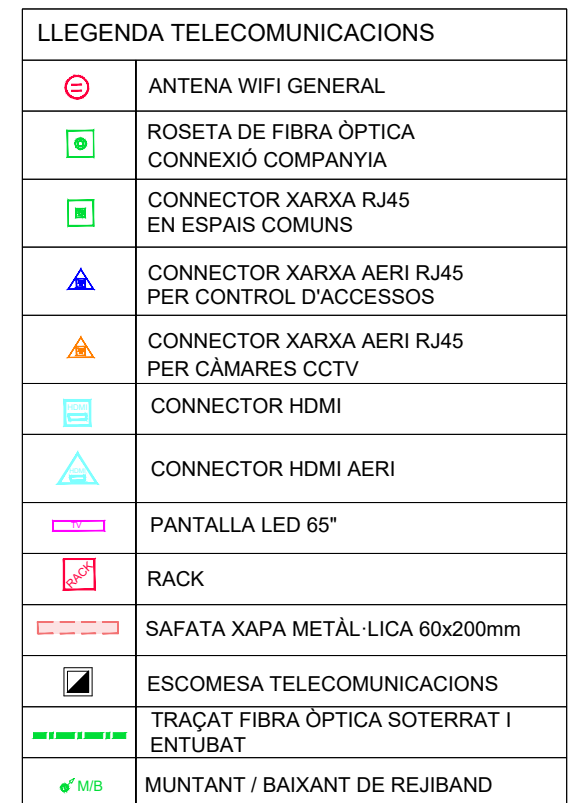 LLEGENDA TELECOMUNICACIONS
ANTENA WIFI GENERAL
ROSETA DE FIBRA ÒPTICA
CONNEXIÓ COMPANYIA
CONNECTOR XARXA RJ45
EN ESPAIS COMUNS
CONNECTOR XARXA AERI RJ45
PER CONTROL D'ACCESSOS
CONNECTOR XARXA AERI RJ45
PER CÀMARES CCTV
HDMI
CONNECTOR HDMI
HDMI
CONNECTOR HDMI AERI
TV
PANTALLA LED 65"
RACK
RACK
SAFATA XAPA METÀL·LICA 60x200mm
ESCOMESA TELECOMUNICACIONS
TRAÇAT FIBRA ÒPTICA SOTERRAT I
ENTUBAT
M/B
MUNTANT / BAIXANT DE REJIBAND